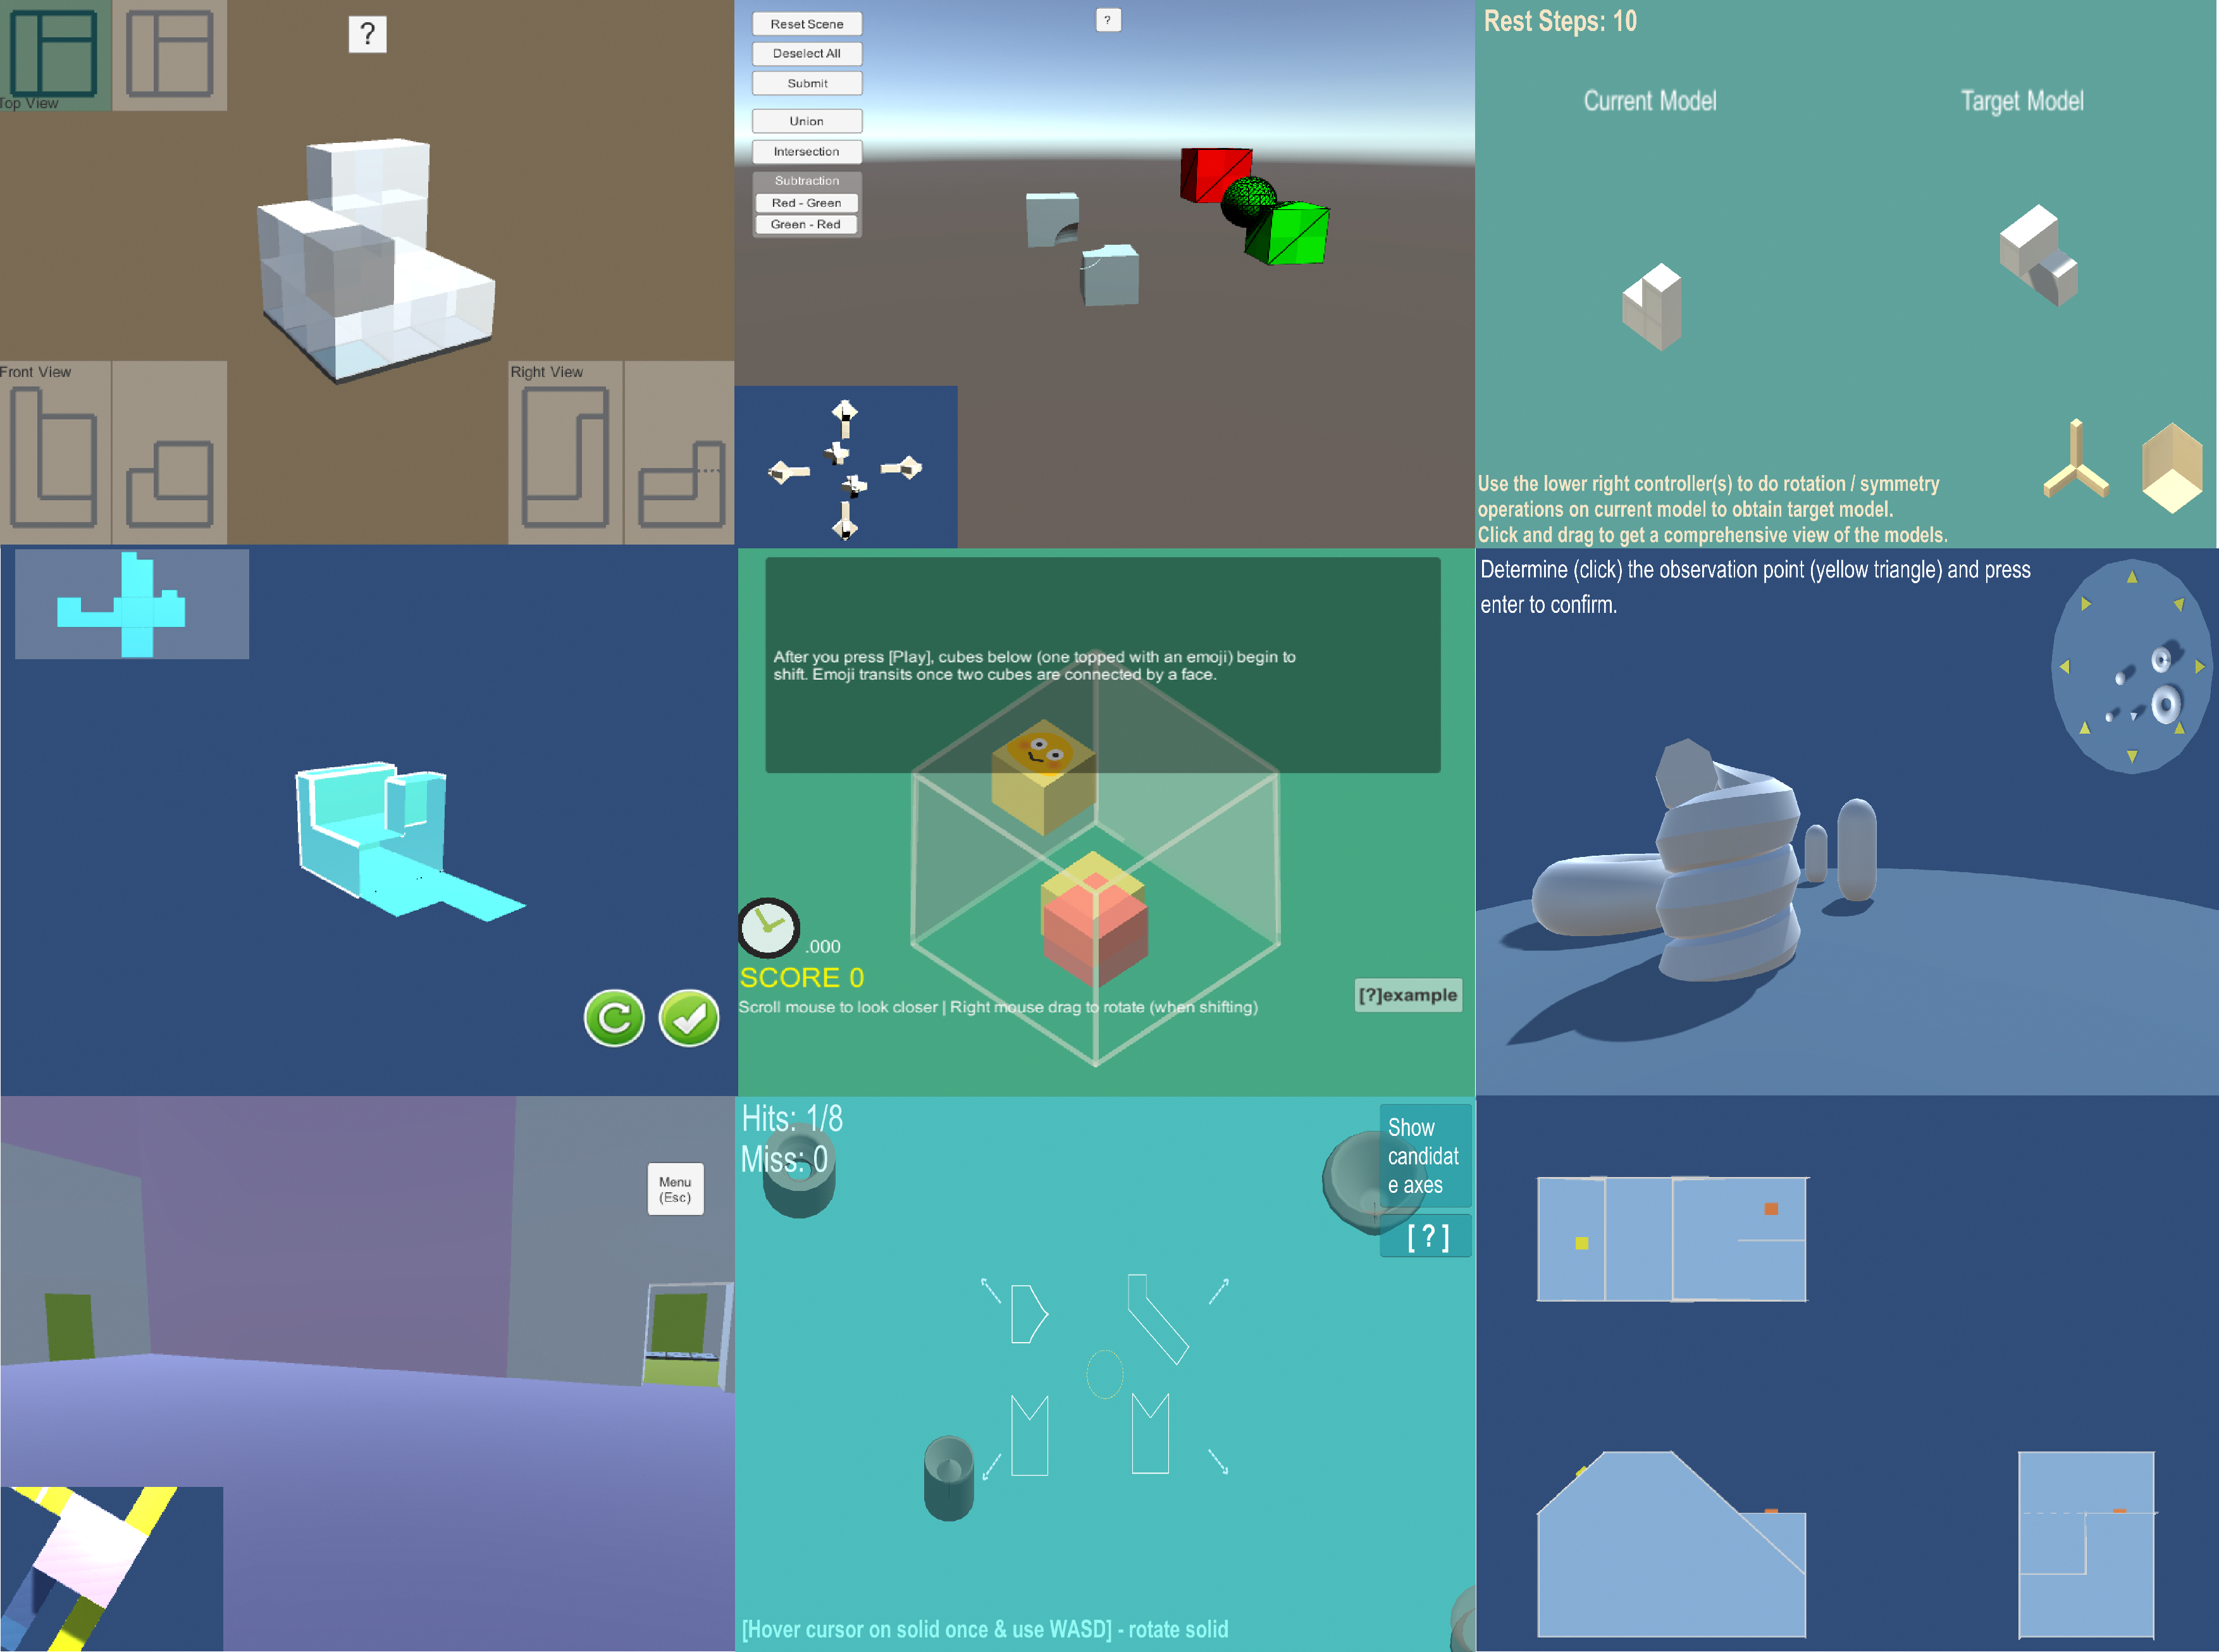 Top View
?
Front View
Right View
Reset Scene
Deselect All
Submit
Union
Intersection
Subtraction
Red - Green
Green - Red
?
Rest Steps: 10
Current Model
Target Model
Use the lower right controller(s) to do rotation / symmetry
operations on current model to obtain target model.
Click and drag to get a comprehensive view of the models.
After you press [Play], cubes below (one topped with an emoji) begin to
shift. Emoji transits once two cubes are connected by a face.
.000
SCORE 0
Scroll mouse to look closer | Right mouse drag to rotate (when shifting)
[?]example
Determine (click) the observation point (yellow triangle) and press
enter to confirm.
Menu
(Esc)
Hits: 1/8
Miss: 0
Show
candidat
e axes
[ ? ]
[Hover cursor on solid once & use WASD] - rotate solid